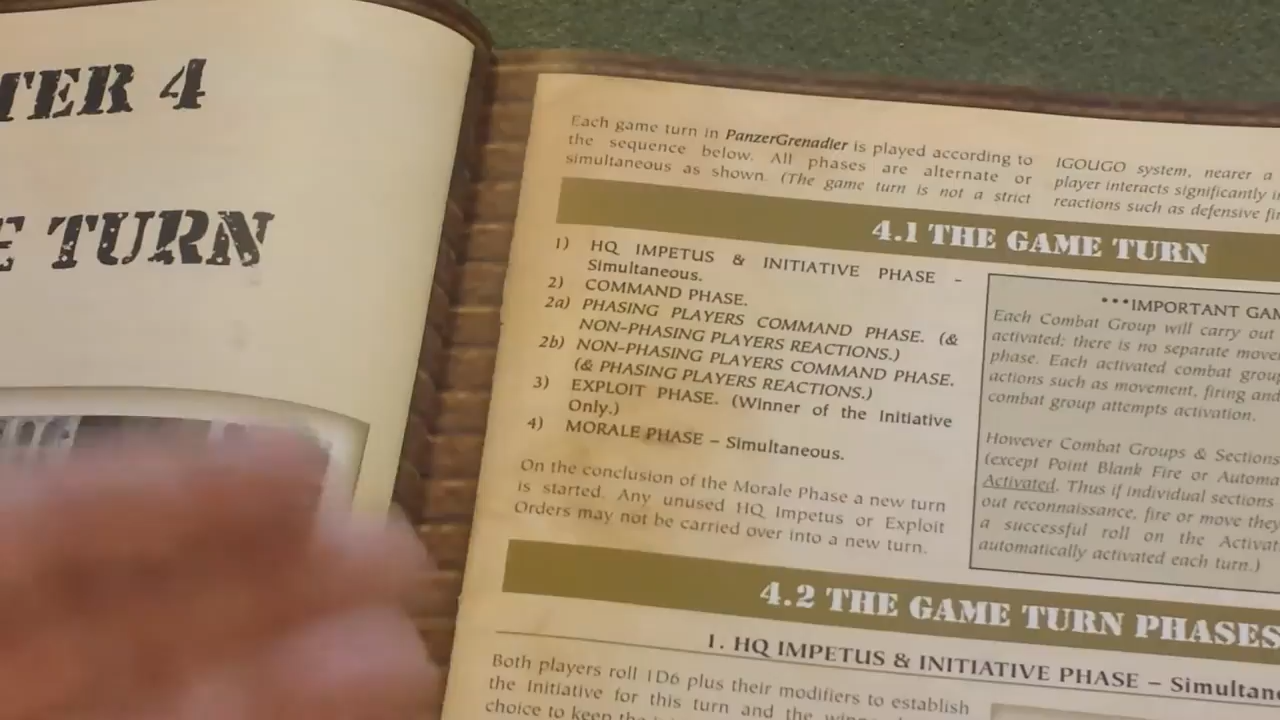 TER 4
E TURN
Each game turn in PanzerGrenadier is played according to
the sequence below. All phases are alternate or
simultaneous as shown. (The game turn is not a strict
IGOUGO system, nearer a
player interacts significantly
reactions such as defensive
4.1 THE GAME TURN
1) HQ IMPETUS & INITIATIVE PHASE -
Simultaneous.
2) COMMAND PHASE.
2a) PHASING PLAYERS COMMAND PHASE. (&
NON-PHASING PLAYERS REACTIONS.)
2b) NON-PHASING PLAYERS COMMAND PHASE.
(& PHASING PLAYERS REACTIONS.)
3) EXPLOIT PHASE. (Winner of the Initiative
Only.)
4) MORALE PHASE – Simultaneous.
On the conclusion of the Morale Phase a new turn
is started. Any unused HQ Impetus or Exploit
Orders may not be carried over into a new turn.
***IMPORTANT GAM
Each Combat Group will carry out
activated; there is no separate
phase. Each activated combat
actions such as movement, firing and
combat group attempts activation.
However Combat Groups & Sections
(except Point Blank Fire or
Activated. Thus if individual sections
out reconnaissance, fire or move they
a successful roll on the
automatically activated each turn.)
4.2 THE GAME TURN PHASES
1. HQ IMPETUS & INITIATIVE PHASE – Simultane
Both players roll 1D6 plus their modifiers to establish
the Initiative for this turn and the
choice to keep the